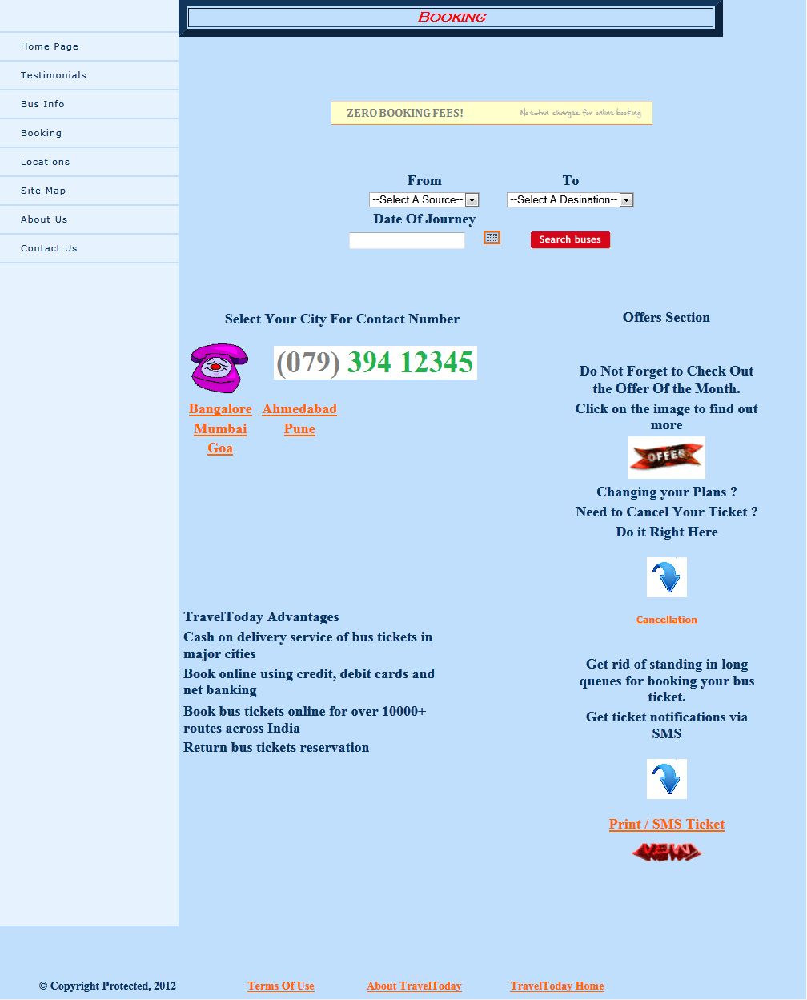 Booking
Home Page
Testimonials
Bus Info
Booking
Locations
Site Map
About Us
Contact Us
ZERO BOOKING FEES! No extra charges for online booking
From To
--Select A Source-- --Select A Desination--
Date Of Journey
Search buses
Select Your City For Contact Number
(079) 394 12345
Bangalore Ahmedabad
Mumbai Pune
Goa
Offers Section
Do Not Forget to Check Out
the Offer Of the Month.
Click on the image to find out
more
OFFER
Changing your Plans ?
Need to Cancel Your Ticket ?
Do it Right Here
Cancellation
TravelToday Advantages
Cash on delivery service of bus tickets in
major cities
Book online using credit, debit cards and
net banking
Book bus tickets online for over 10000+
routes across India
Return bus tickets reservation
Get rid of standing in long
queues for booking your bus
ticket.
Get ticket notifications via
SMS
Print / SMS Ticket
NEW
© Copyright Protected, 2012 Terms Of Use About TravelToday TravelToday Home